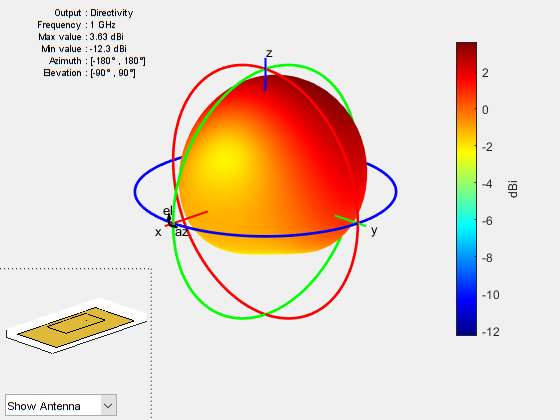 Output : Directivity
Frequency : 1 GHz
Max value : 3.63 dBi
Min value : -12.3 dBi
Azimuth : [-180° , 180°]
Elevation : [-90° , 90°]
z
el
x
az
y
2
0
-2
-4
-6
-8
-10
-12
dBi
Show Antenna